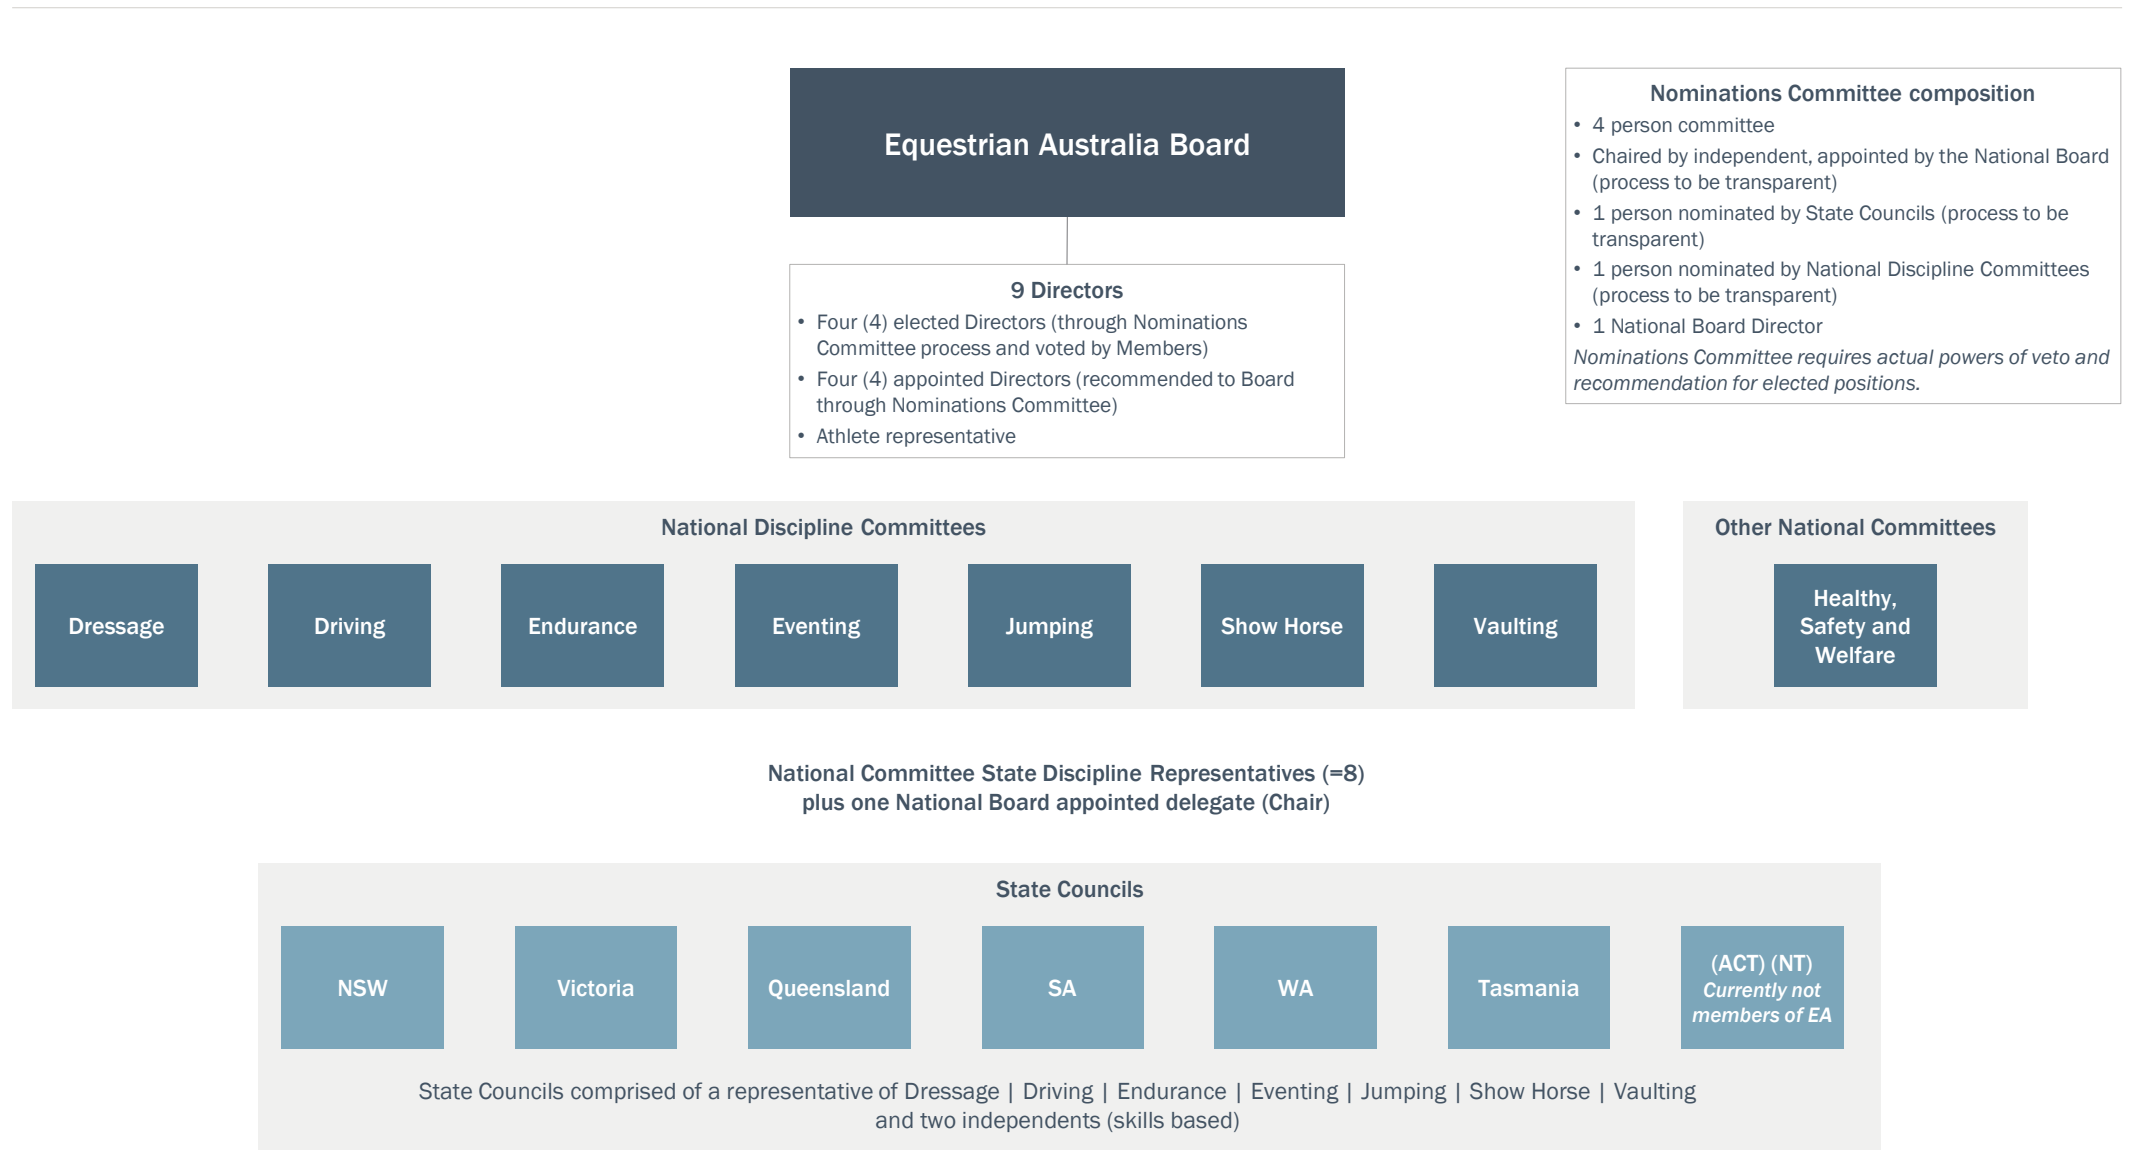 Equestrian Australia Board
Nominations Committee composition
• 4 person committee
• Chaired by independent, appointed by the National Board
(process to be transparent)
• 1 person nominated by State Councils (process to be
transparent)
• 1 person nominated by National Discipline Committees
(process to be transparent)
• 1 National Board Director
Nominations Committee requires actual powers of veto and
recommendation for elected positions.
9 Directors
• Four (4) elected Directors (through Nominations
Committee process and voted by Members)
• Four (4) appointed Directors (recommended to Board
through Nominations Committee)
• Athlete representative
National Discipline Committees
Dressage
Driving
Endurance
Eventing
Jumping
Show Horse
Vaulting
Other National Committees
Healthy,
Safety and
Welfare
National Committee State Discipline Representatives (=8)
plus one National Board appointed delegate (Chair)
State Councils
NSW
Victoria
Queensland
SA
WA
Tasmania
(ACT) (NT)
Currently not
members of EA
State Councils comprised of a representative of Dressage | Driving | Endurance | Eventing | Jumping | Show Horse | Vaulting
and two independents (skills based)